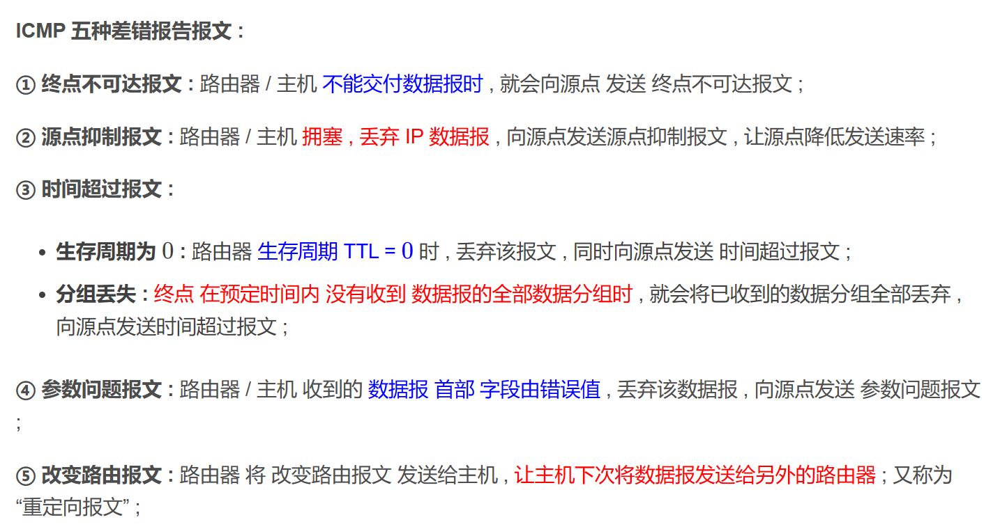 ICMP 五种差错报告报文 :
① 终点不可达报文 : 路由器 / 主机 不能交付数据报时 , 就会向源点 发送 终点不可达报文 ;
② 源点抑制报文 : 路由器 / 主机 拥塞 , 丢弃 IP 数据报 , 向源点发送源点抑制报文 , 让源点降低发送速率 ;
③ 时间超过报文 :
• 生存周期为 0 : 路由器 生存周期 TTL = 0 时 , 丢弃该报文 , 同时向源点发送 时间超过报文 ;
• 分组丢失 : 终点 在预定时间内 没有收到 数据报的全部数据分组时 , 就会将已收到的数据分组全部丢弃 ,
向源点发送时间超过报文 ;
④ 参数问题报文 : 路由器 / 主机 收到的 数据报 首部 字段由错误值 , 丢弃该数据报 , 向源点发送 参数问题报文
;
⑤ 改变路由报文 : 路由器 将 改变路由报文 发送给主机 , 让主机下次将数据报发送给另外的路由器 ; 又称为
“重定向报文” ;